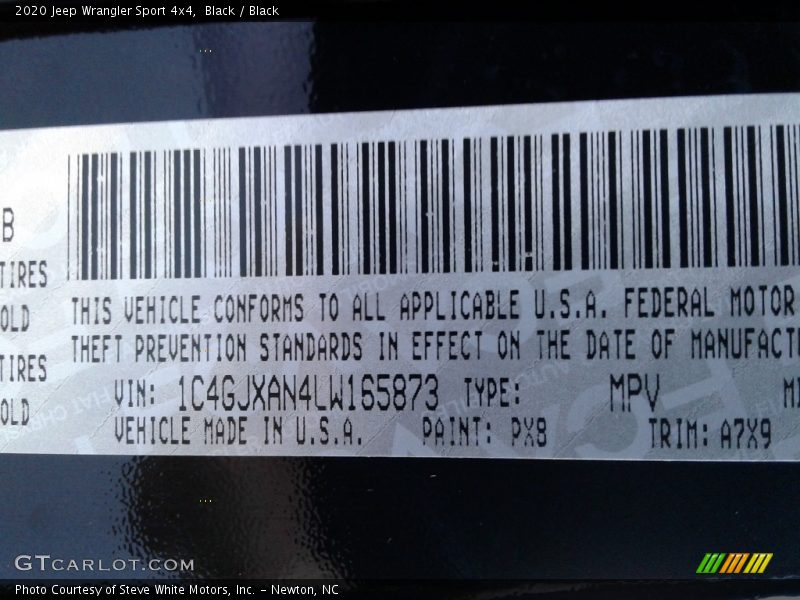 2020 Jeep Wrangler Sport 4x4, Black / Black
B
TIRES
OLD
TIRES
OLD
THIS VEHICLE CONFORMS TO ALL APPLICABLE U.S.A. FEDERAL MOTOR
THEFT PREVENTION STANDARDS IN EFFECT ON THE DATE OF MANUFACT
VIN: 1C4GJXAN4LW165873 TYPE: MPV
VEHICLE MADE IN U.S.A. PAINT: PX8 TRIM: A7X9
GTCARLOT.COM
Photo Courtesy of Steve White Motors, Inc. – Newton, NC